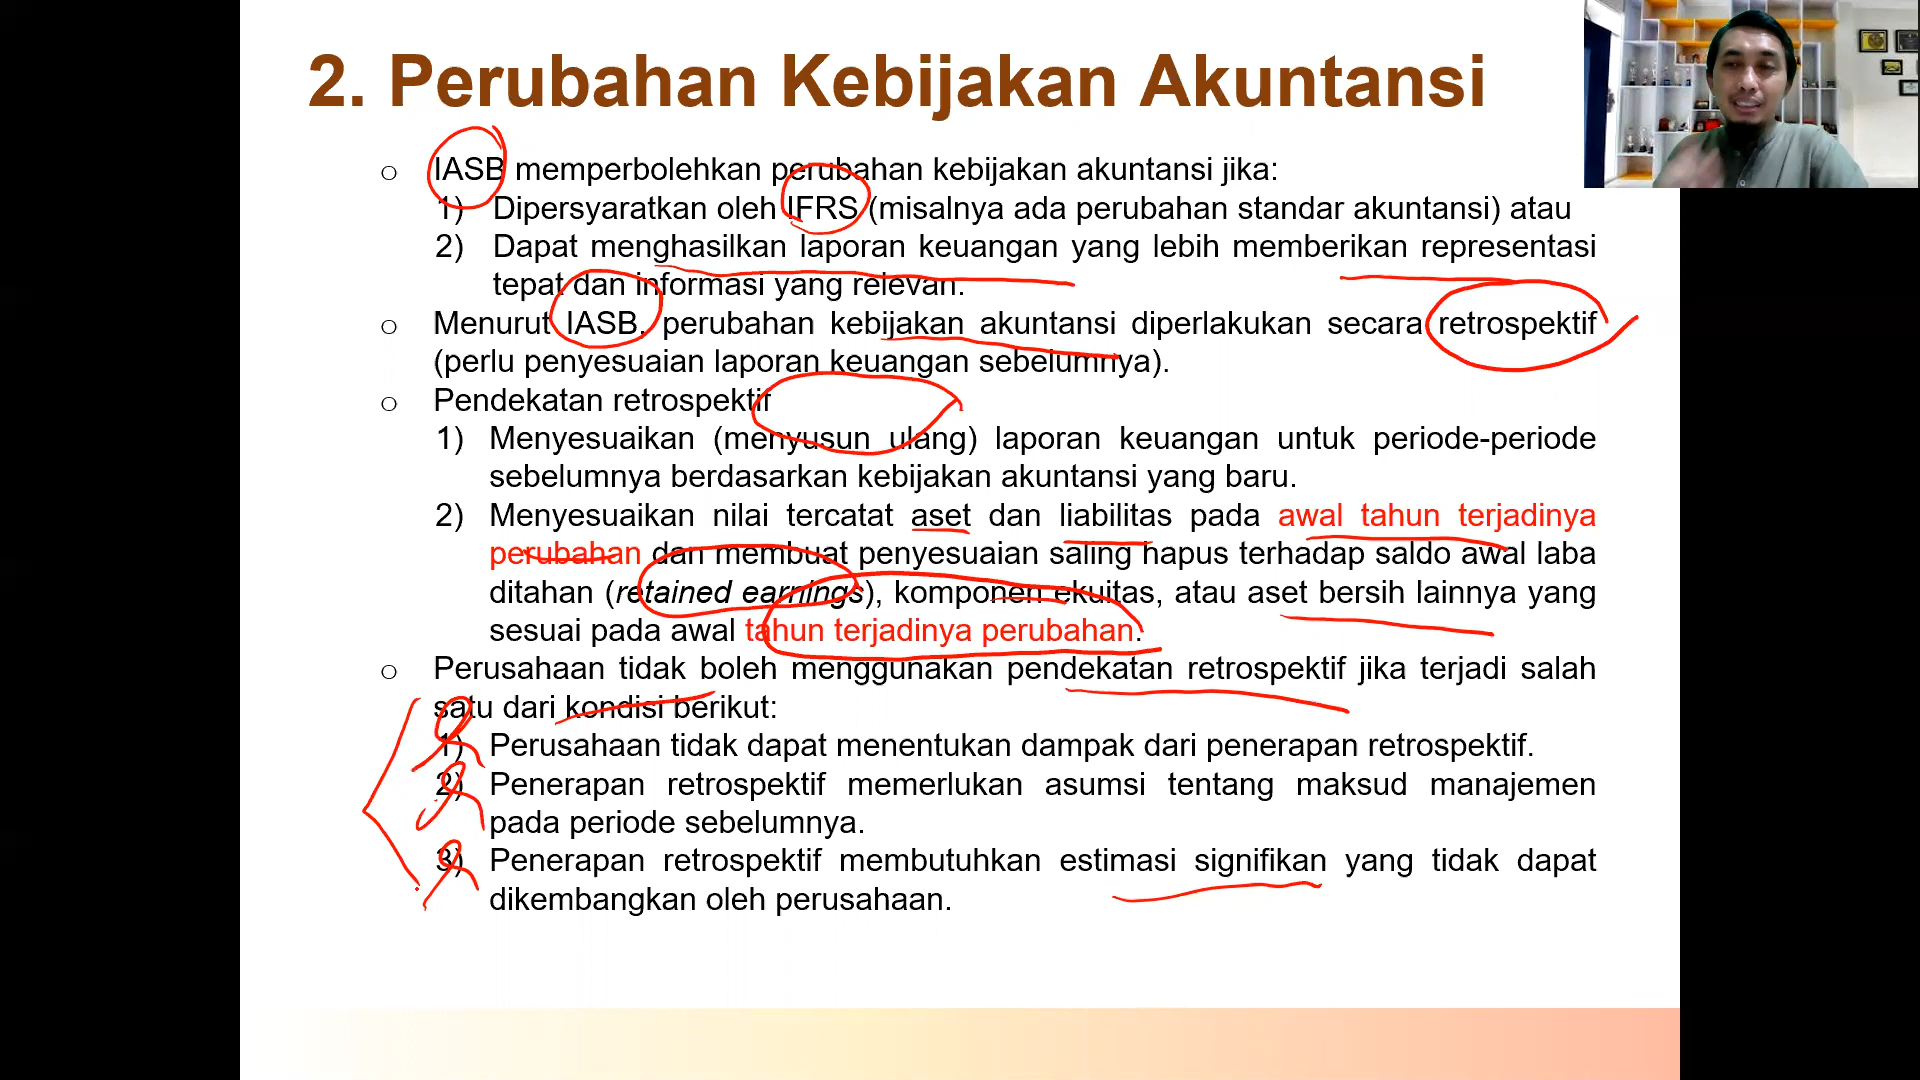 2. Perubahan Kebijakan Akuntansi
o IASB memperbolehkan perubahan kebijakan akuntansi jika:
1) Dipersyaratkan oleh IFRS (misalnya ada perubahan standar akuntansi) atau
2) Dapat menghasilkan laporan keuangan yang lebih memberikan representasi
tepat dan informasi yang relevan.
o Menurut IASB, perubahan kebijakan akuntansi diperlakukan secara retrospektif
(perlu penyesuaian laporan keuangan sebelumnya).
o Pendekatan retrospektif
1) Menyesuaikan (menyusun ulang) laporan keuangan untuk periode-periode
sebelumnya berdasarkan kebijakan akuntansi yang baru.
2) Menyesuaikan nilai tercatat aset dan liabilitas pada awal tahun terjadinya
perubahan dan membuat penyesuaian saling hapus terhadap saldo awal laba
ditahan (retained earnings), komponen ekuitas, atau aset bersih lainnya yang
sesuai pada awal tahun terjadinya perubahan.
o Perusahaan tidak boleh menggunakan pendekatan retrospektif jika terjadi salah
satu dari kondisi berikut:
1) Perusahaan tidak dapat menentukan dampak dari penerapan retrospektif.
2) Penerapan retrospektif memerlukan asumsi tentang maksud manajemen
pada periode sebelumnya.
3) Penerapan retrospektif membutuhkan estimasi signifikan yang tidak dapat
dikembangkan oleh perusahaan.